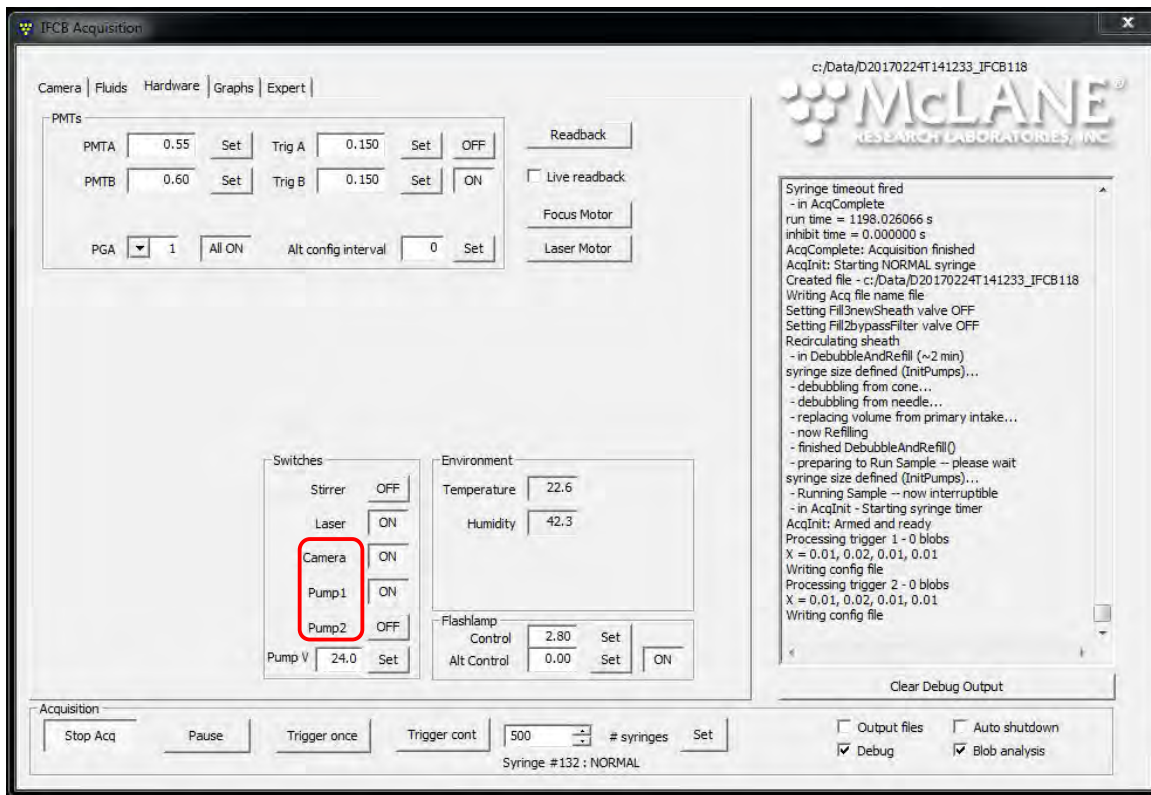 IFCB Acquisition
x
c:/Data/D20170224T141233_IFCB118
McLANE®
RESEARCH LABORATORIES, INC
Camera Fluids Hardware Graphs Expert
PMTs
PMTA 0.55 Set Trig A 0.150 Set OFF Readback
PMTB 0.60 Set Trig B 0.150 Set ON Live readback
Focus Motor
PGA 1 All ON Alt config interval 0 Set Laser Motor
Syringe timeout fired
- in AcqComplete
run time = 1198.026066 s
inhibit time = 0.000000 s
AcqComplete: Acquisition finished
AcqInit: Starting NORMAL syringe
Created file - c:/Data/D20170224T141233_IFCB118
Writing Acq file name file
Setting Fill3newSheath valve OFF
Setting Fill2bypassFilter valve OFF
Recirculating sheath
- in DebubbleAndRefill (~2 min)
syringe size defined (InitPumps)...
- debubbling from cone...
- debubbling from needle...
- replacing volume from primary intake...
- now Refilling
- finished DebubbleAndRefill()
- preparing to Run Sample -- please wait
syringe size defined (InitPumps)...
- Running Sample -- now interruptible
- in AcqInit - Starting syringe timer
AcqInit: Armed and ready
Processing trigger 1 - 0 blobs
X = 0.01, 0.02, 0.01, 0.01
Writing config file
Processing trigger 2 - 0 blobs
X = 0.01, 0.02, 0.01, 0.01
Writing config file
Switches
Stirrer OFF
Laser ON
Camera ON
Pump1 ON
Pump2 OFF
Pump V 24.0 Set
Environment
Temperature 22.6
Humidity 42.3
Flashlamp
Control 2.80 Set
Alt Control 0.00 Set ON
Clear Debug Output
Acquisition
Stop Acq Pause Trigger once Trigger cont 500 # syringes Set
Syringe #132 : NORMAL
Output files Auto shutdown
Debug Blob analysis